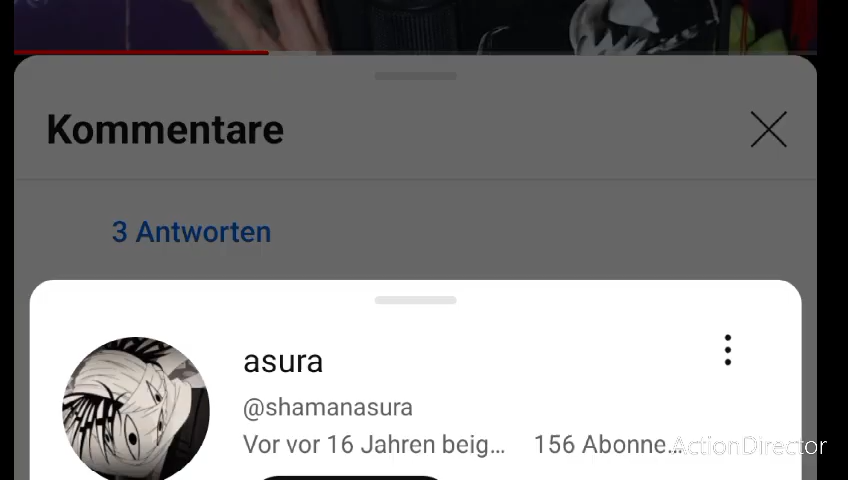 Kommentare
3 Antworten
asura
@shamanasura
Vor vor 16 Jahren beig... 156 Abonne...
ActionDirector